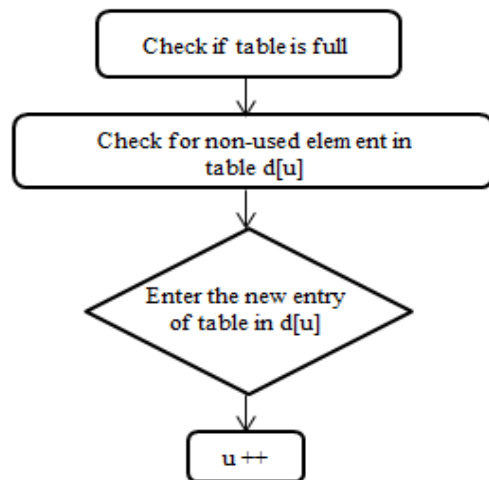 Check if table is full
Check for non-used element in
table d[u]
Enter the new entry
of table in d[u]
u ++